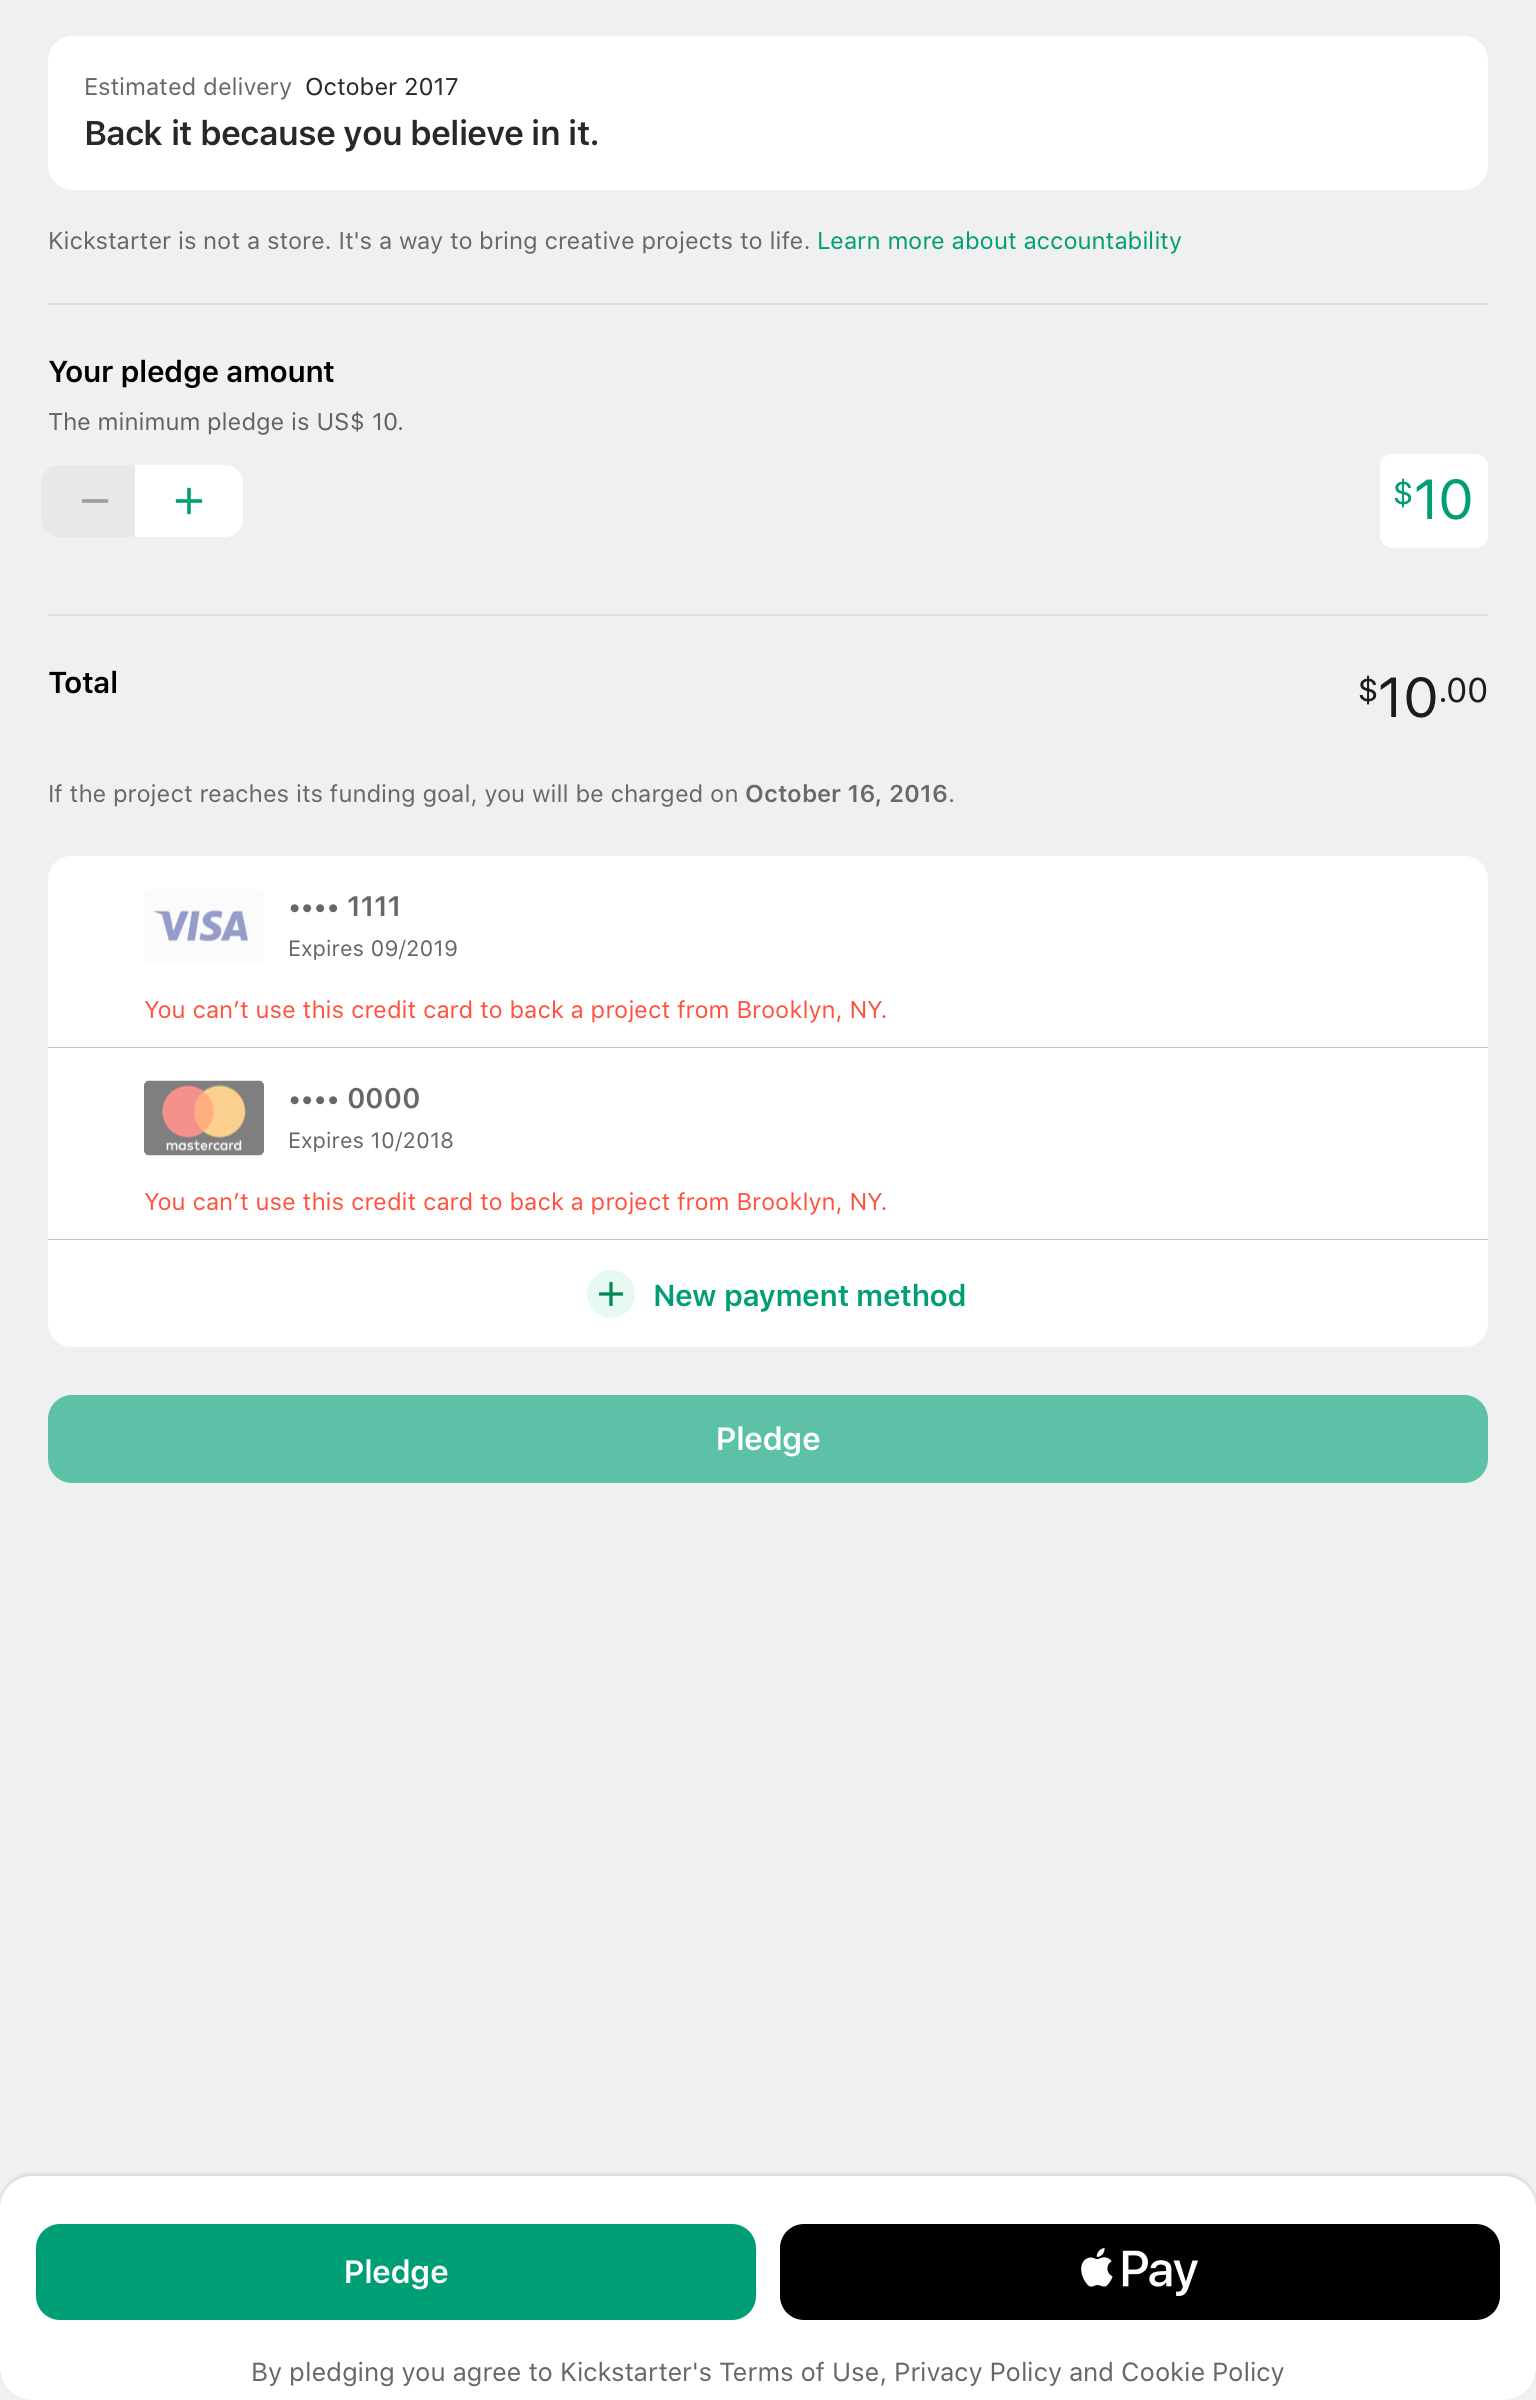 Estimated delivery October 2017
Back it because you believe in it.
Kickstarter is not a store. It's a way to bring creative projects to life. Learn more about accountability
Your pledge amount
The minimum pledge is US$ 10.
$10
Total
$10.00
If the project reaches its funding goal, you will be charged on October 16, 2016.
VISA
•••• 1111
Expires 09/2019
You can’t use this credit card to back a project from Brooklyn, NY.
mastercard
•••• 0000
Expires 10/2018
You can’t use this credit card to back a project from Brooklyn, NY.
New payment method
Pledge
Pledge
Pay
By pledging you agree to Kickstarter's Terms of Use, Privacy Policy and Cookie Policy